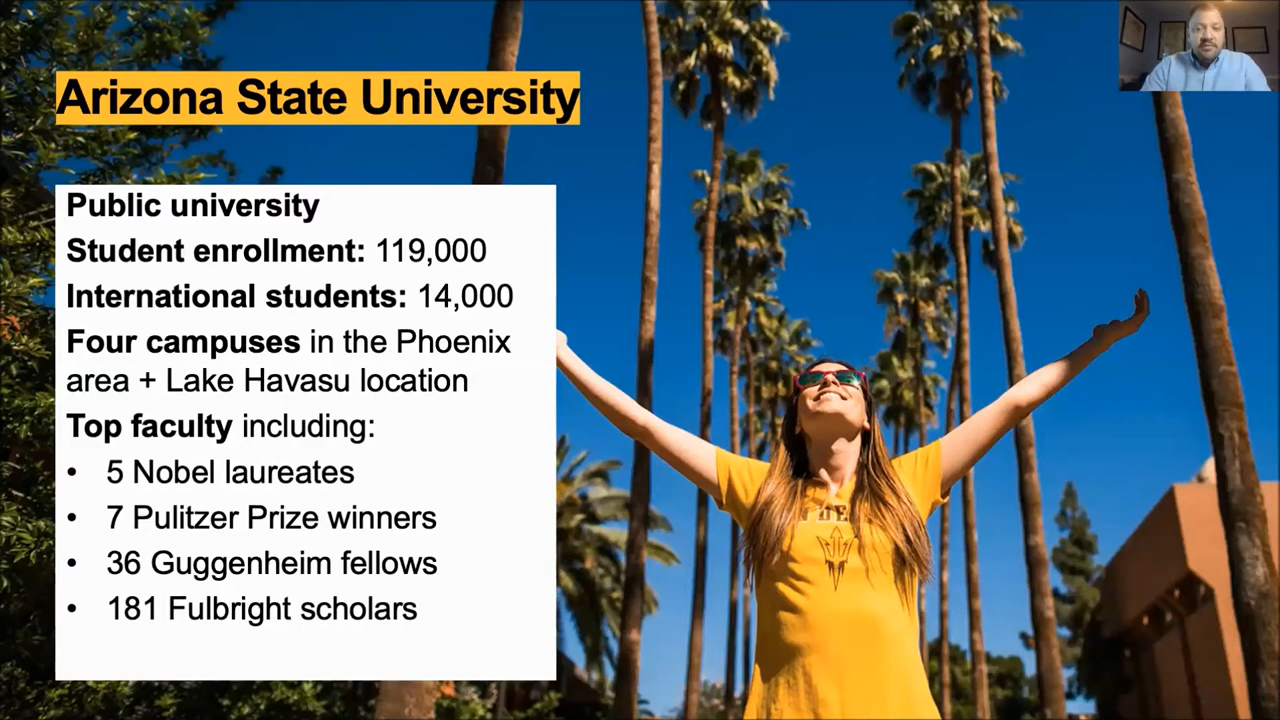 Arizona State University
Public university
Student enrollment: 119,000
International students: 14,000
Four campuses in the Phoenix
area + Lake Havasu location
Top faculty including:
• 5 Nobel laureates
• 7 Pulitzer Prize winners
• 36 Guggenheim fellows
• 181 Fulbright scholars